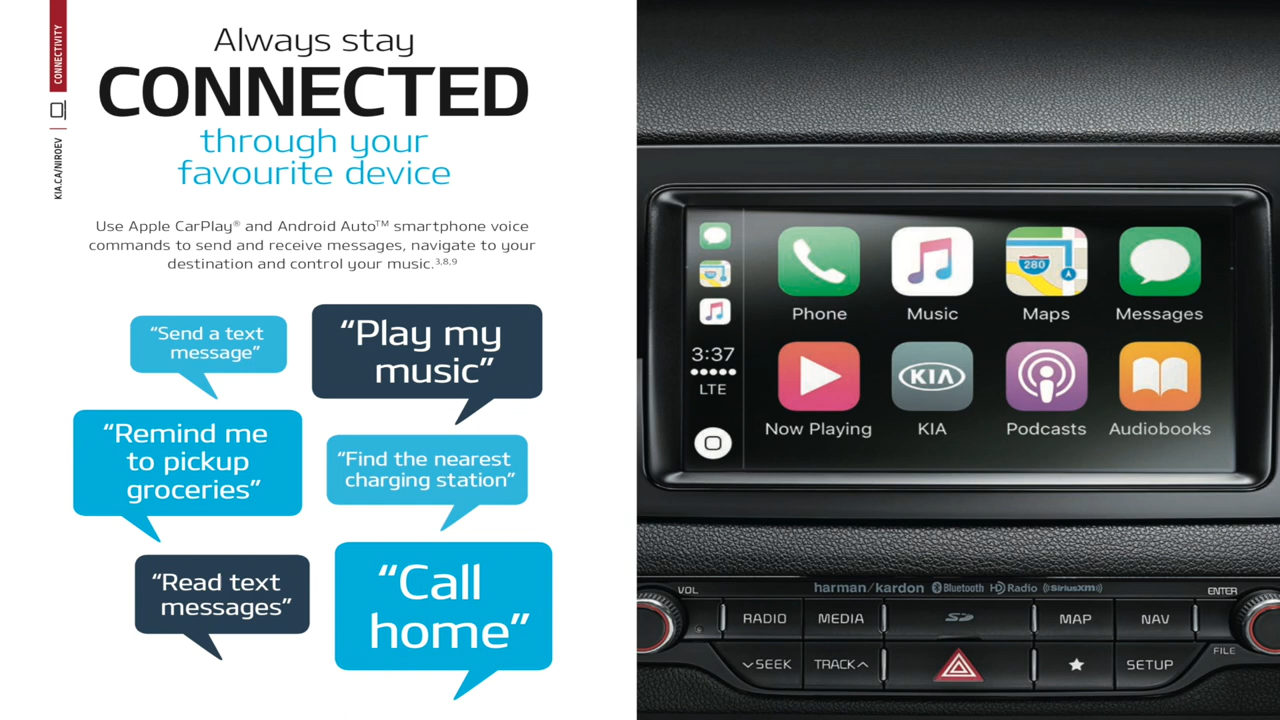 CONNECTIVITY
KIA.CA/NIROEV
Always stay
CONNECTED
through your
favourite device
Use Apple CarPlay® and Android Auto™ smartphone voice
commands to send and receive messages, navigate to your
destination and control your music.3,8,9
“Send a text
message”
“Play my
music”
“Remind me
to pickup
groceries”
“Find the nearest
charging station”
“Read text
messages”
“Call
home”
280
Phone
Music
Maps
Messages
3:37
LTE
KIA
Now Playing
KIA
Podcasts
Audiobooks
VOL
harman/kardon
Bluetooth
HD Radio
((SiriusXM))
ENTER
RADIO
MEDIA
SD
MAP
NAV
SEEK
TRACK
SETUP
FILE